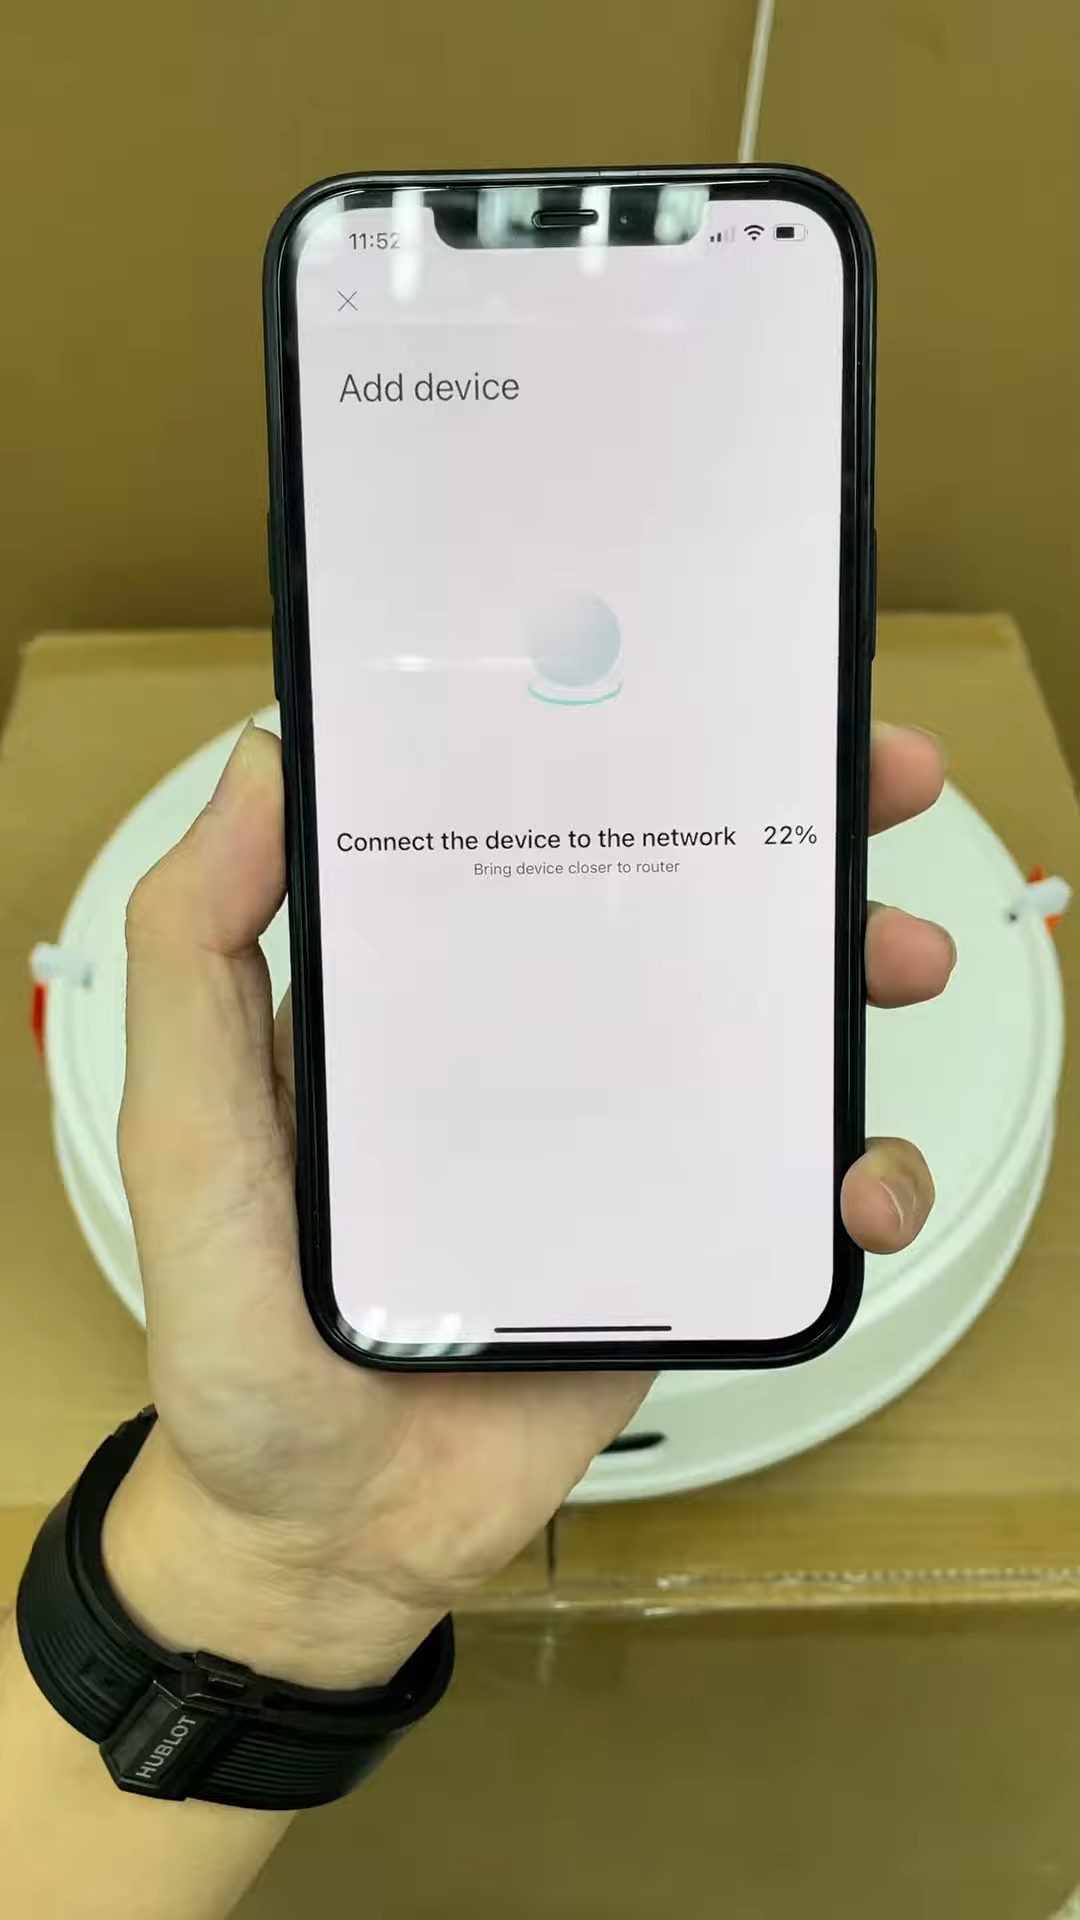 11:52
Add device
Connect the device to the network 22%
Bring device closer to router
HUBLOT